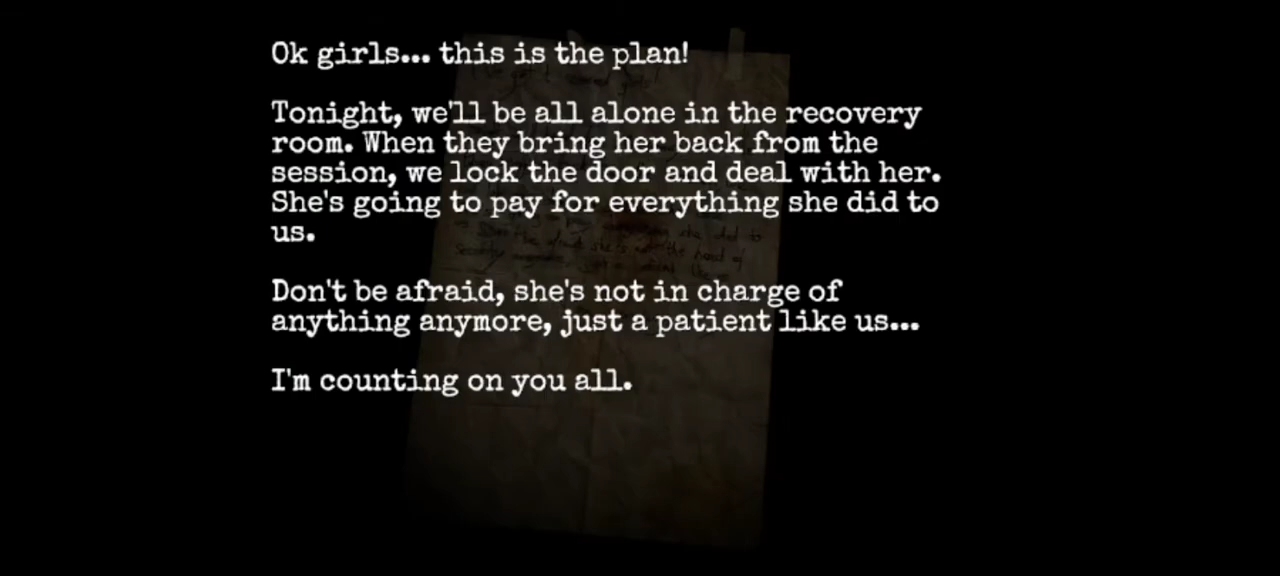 Ok girls... this is the plan!
Tonight, we'll be all alone in the recovery
room. When they bring her back from the
session, we lock the door and deal with her.
She's going to pay for everything she did to
us.
Don't be afraid, she's not in charge of
anything anymore, just a patient like us...
I'm counting on you all.